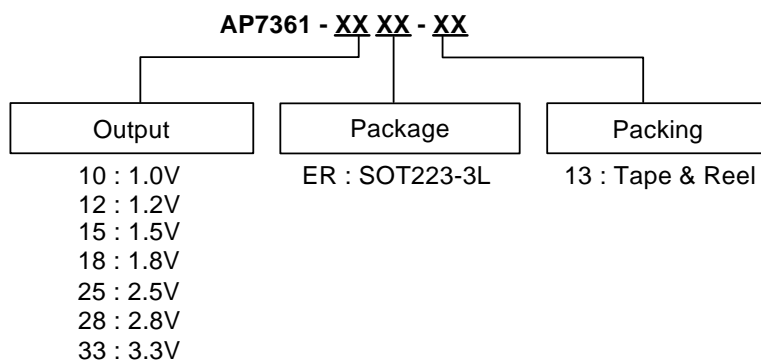 AP7361 - XX XX - XX
Output
Package
Packing
10 : 1.0V
12 : 1.2V
15 : 1.5V
18 : 1.8V
25 : 2.5V
28 : 2.8V
33 : 3.3V
ER : SOT223-3L
13 : Tape & Reel